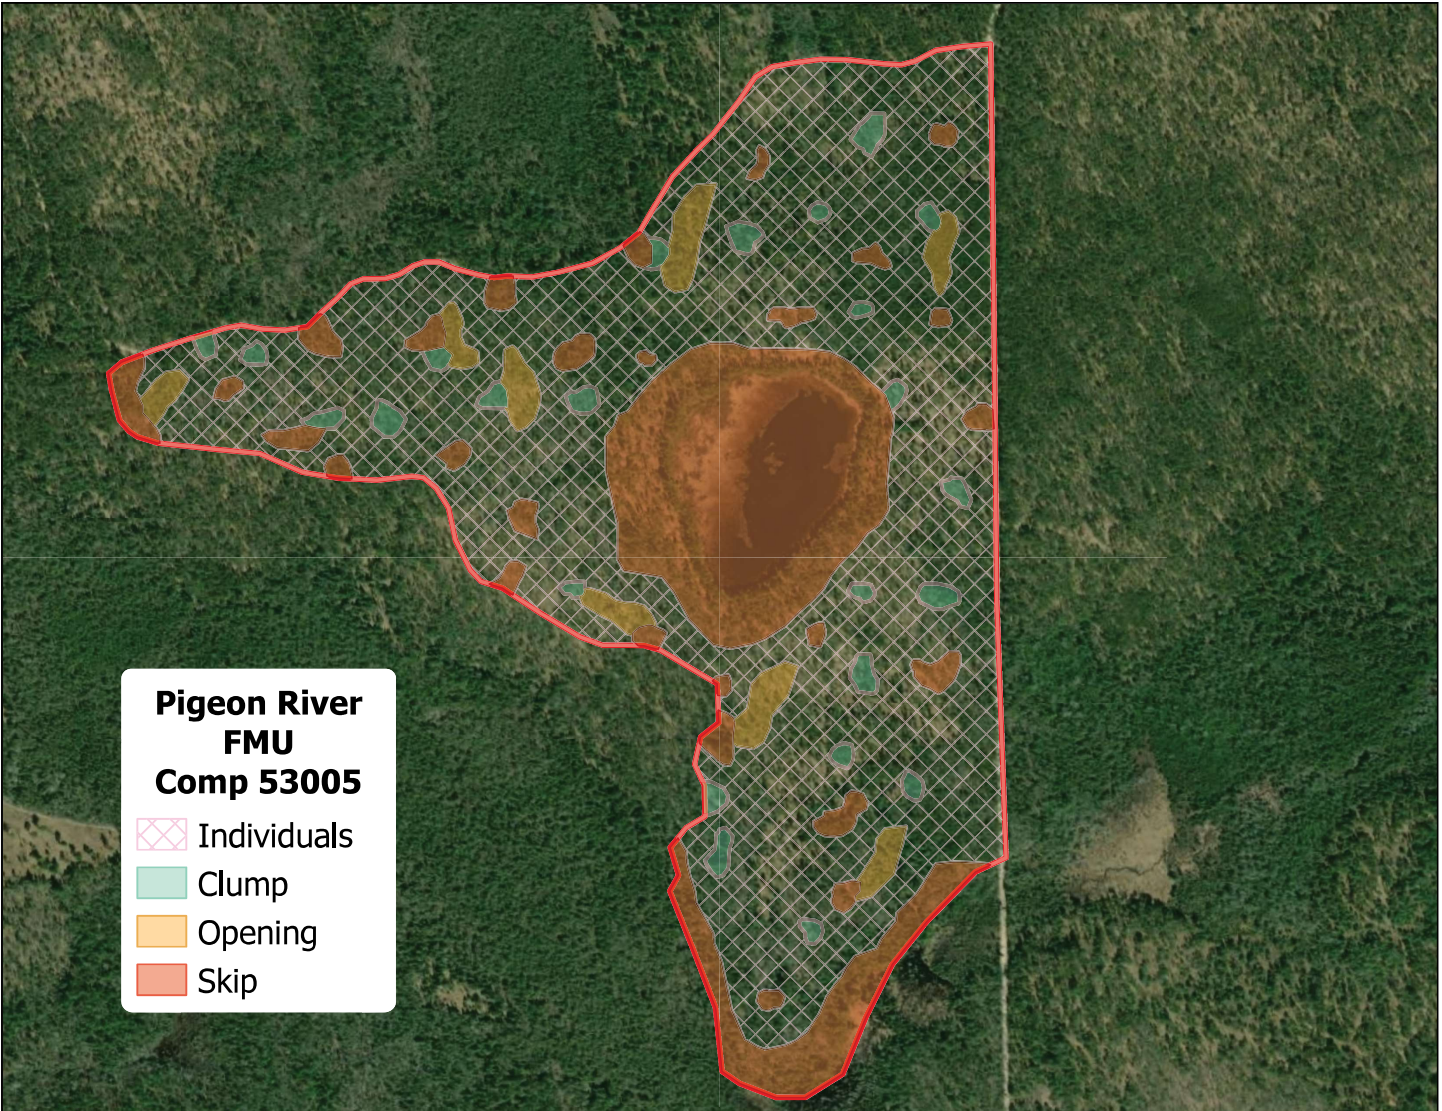 Pigeon River
FMU
Comp 53005
Individuals
Clump
Opening
Skip